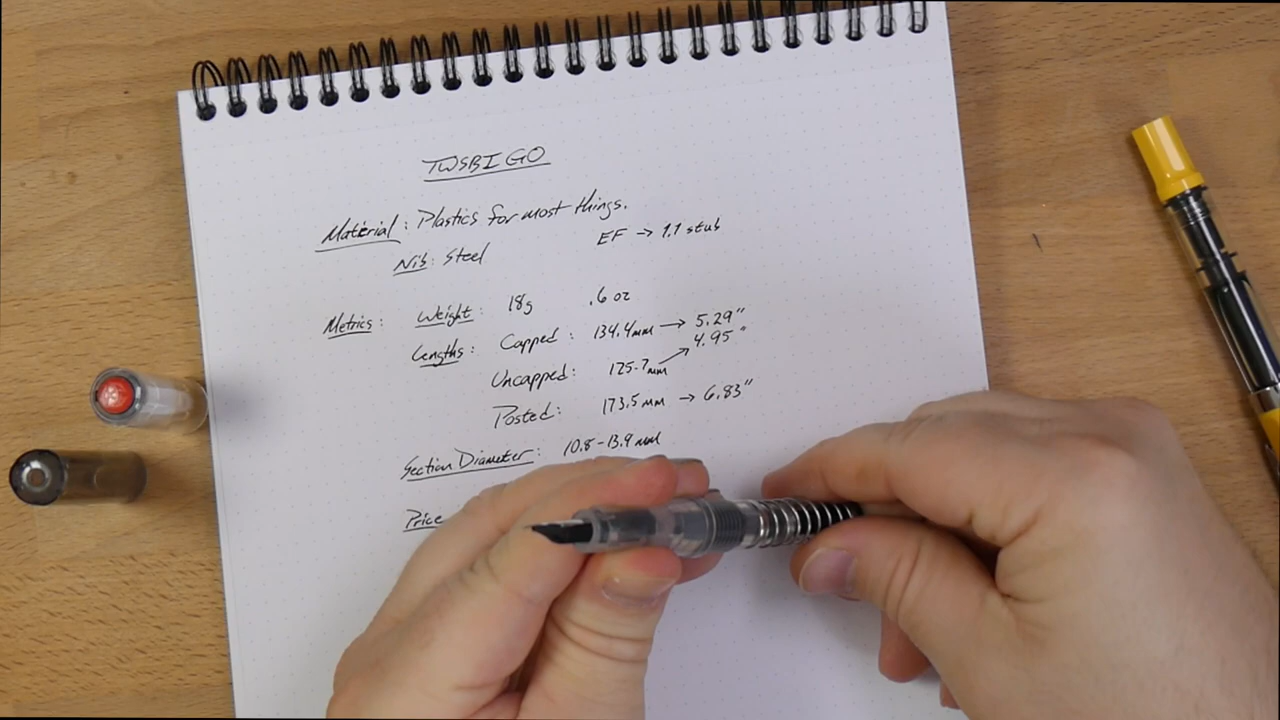 TWSBI GO
Material: Plastics for most things.
Nib: Steel EF → 1.1 stub
Metrics: Weight: 18g .6 oz
Lengths: Capped: 134.4mm → 5.29"
Uncapped: 125.7mm → 4.95"
Posted: 173.5mm → 6.83"
Section Diameter: 10.8-13.9mm
Price